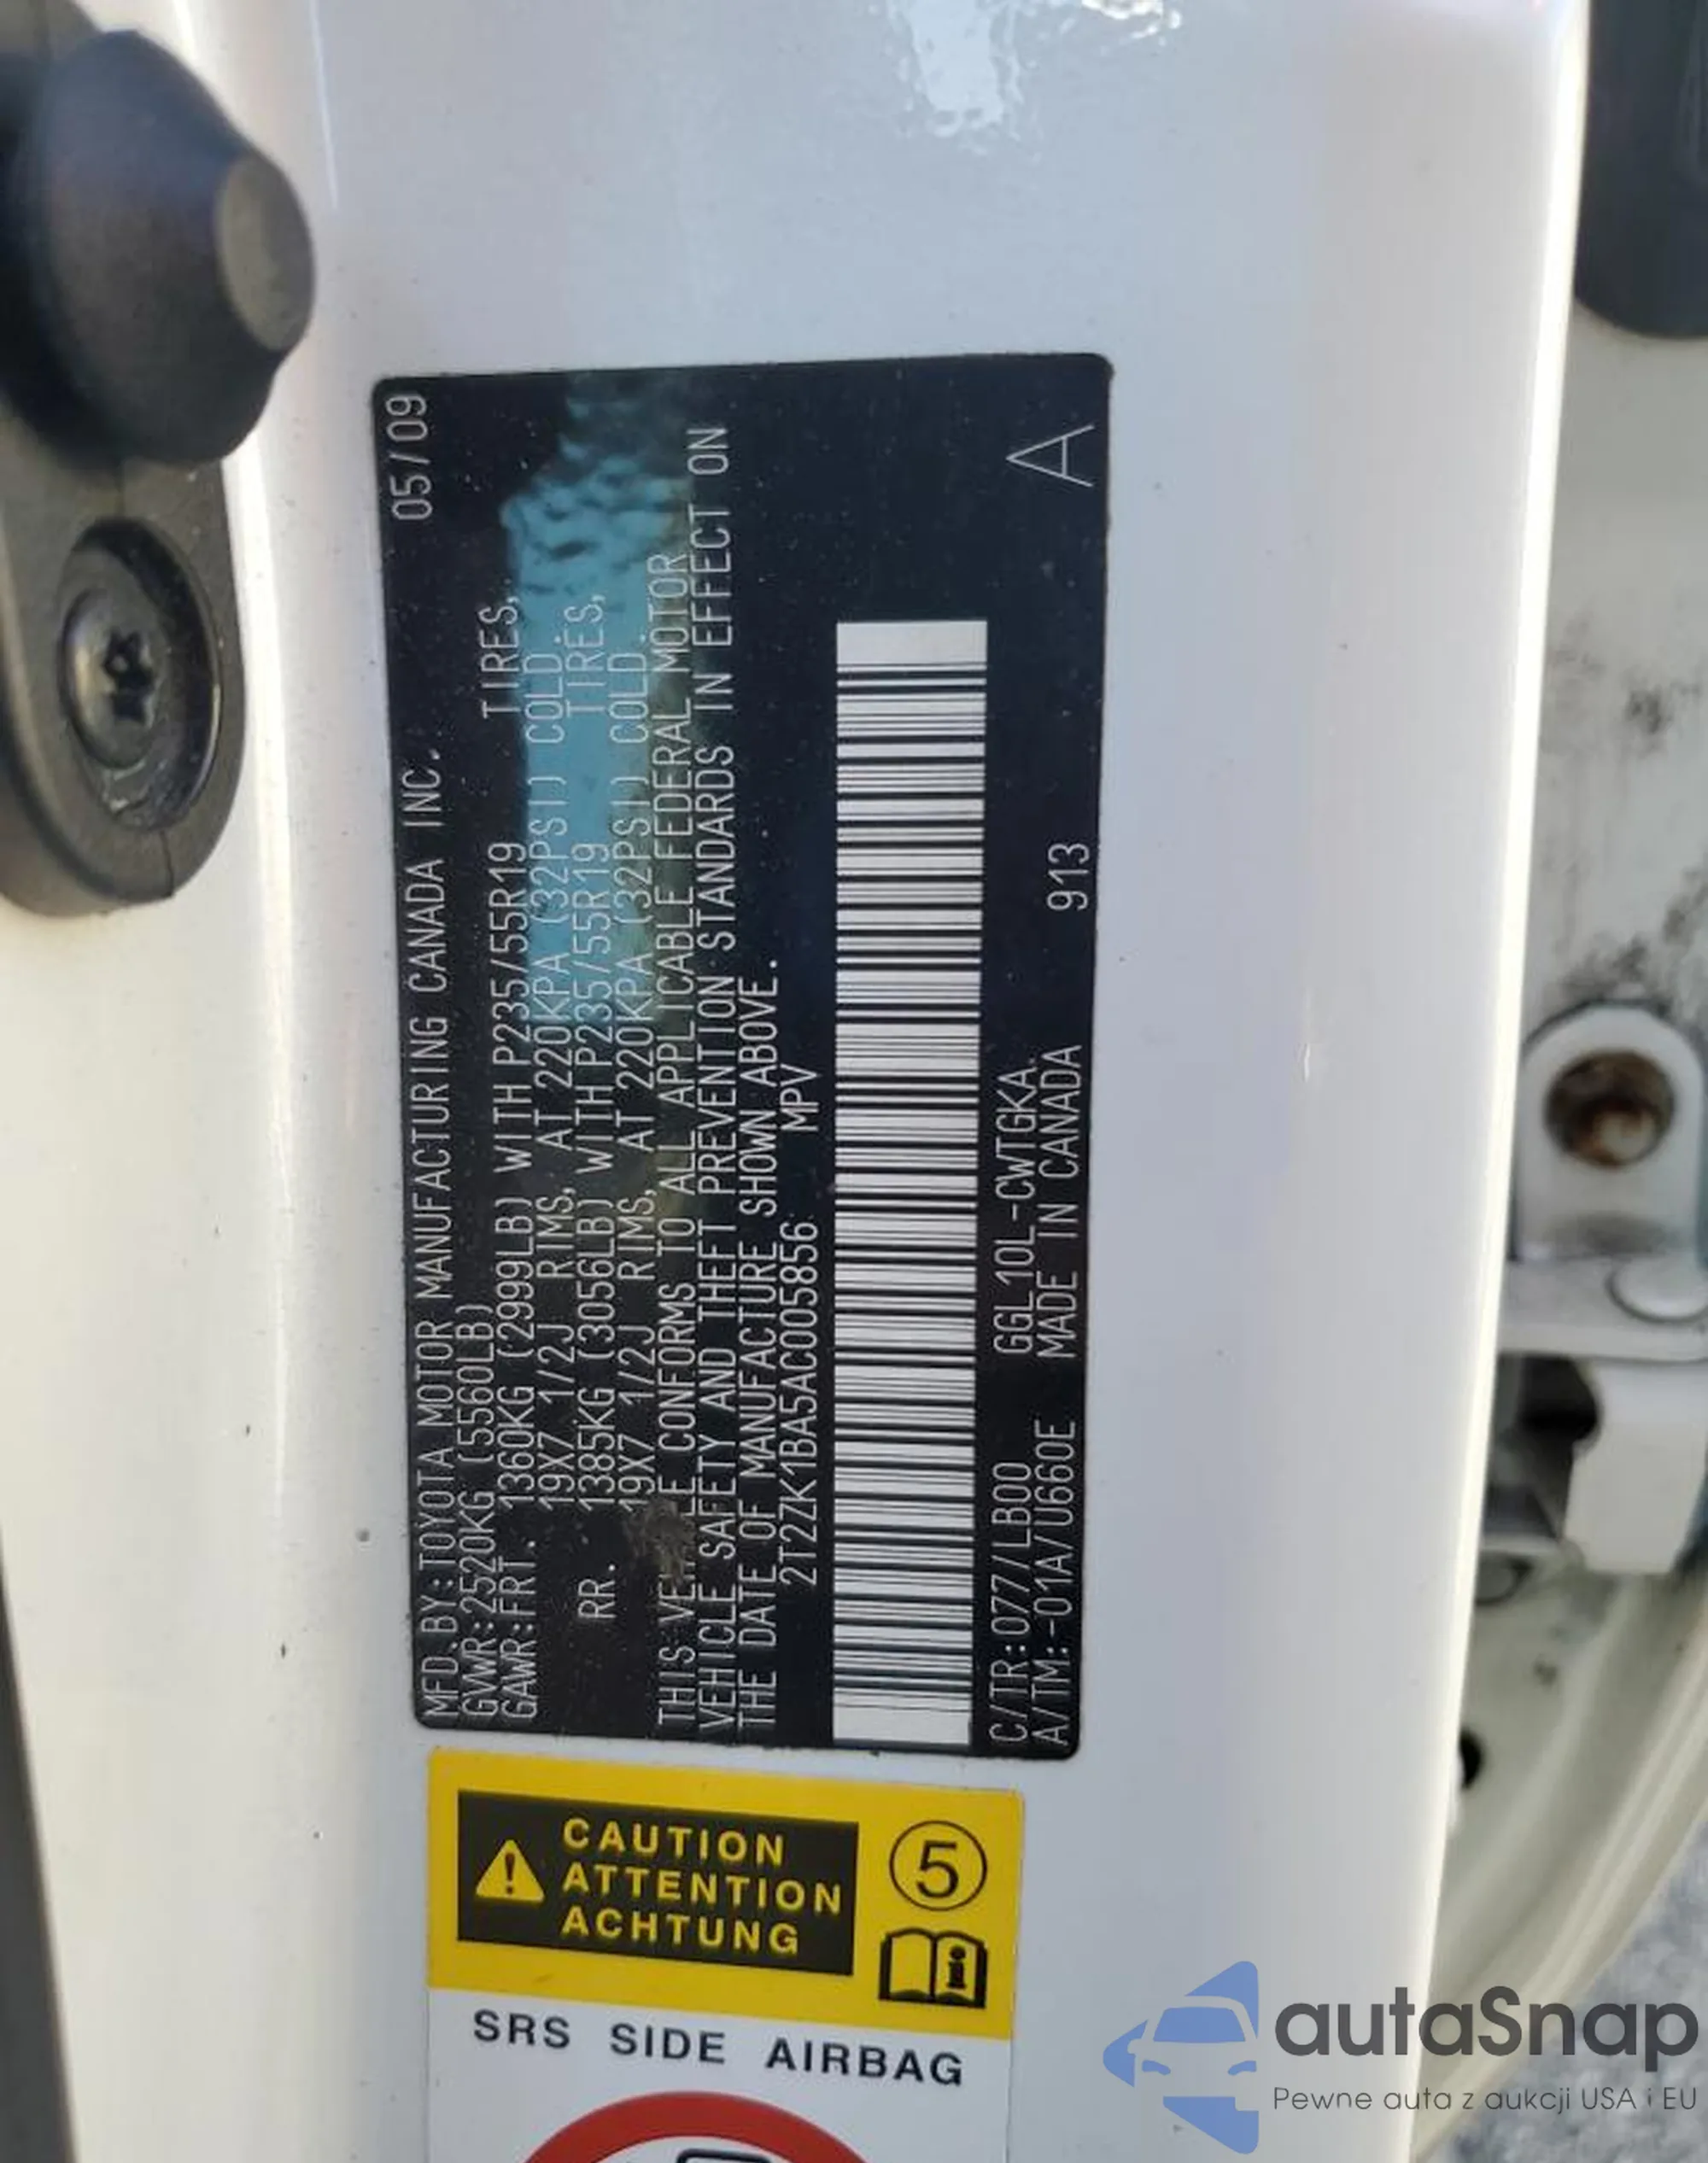 MFD.BY:TOYOTA MOTOR MANUFACTURING CANADA INC. 05/09
GVWR:2520KG (5560LB)
GAWR:FRT. 1360KG (2999LB) WITH P235/55R19 TIRES,
19X7 1/2J RIMS, AT 220KPA (32PSI) COLD.
RR. 1385KG (3056LB) WITH P235/55R19 TIRES,
19X7 1/2J RIMS, AT 220KPA (32PSI) COLD.
THIS CONFORMS TO ALL APPLICABLE FEDERAL MOTOR
VEHICLE SAFETY AND THEFT PREVENTION STANDARDS IN EFFECT ON
THE DATE OF MANUFACTURE SHOWN ABOVE.
2T2ZK1BA5AC005856 MPV
C/TR:077/LB00 GGL10L-CWTGKA
A/TM:-01A/U660E MADE IN CANADA 913 A
CAUTION
ATTENTION
ACHTUNG
5
SRS SIDE AIRBAG
autaSnap
Pewne auta z aukcji USA i EU